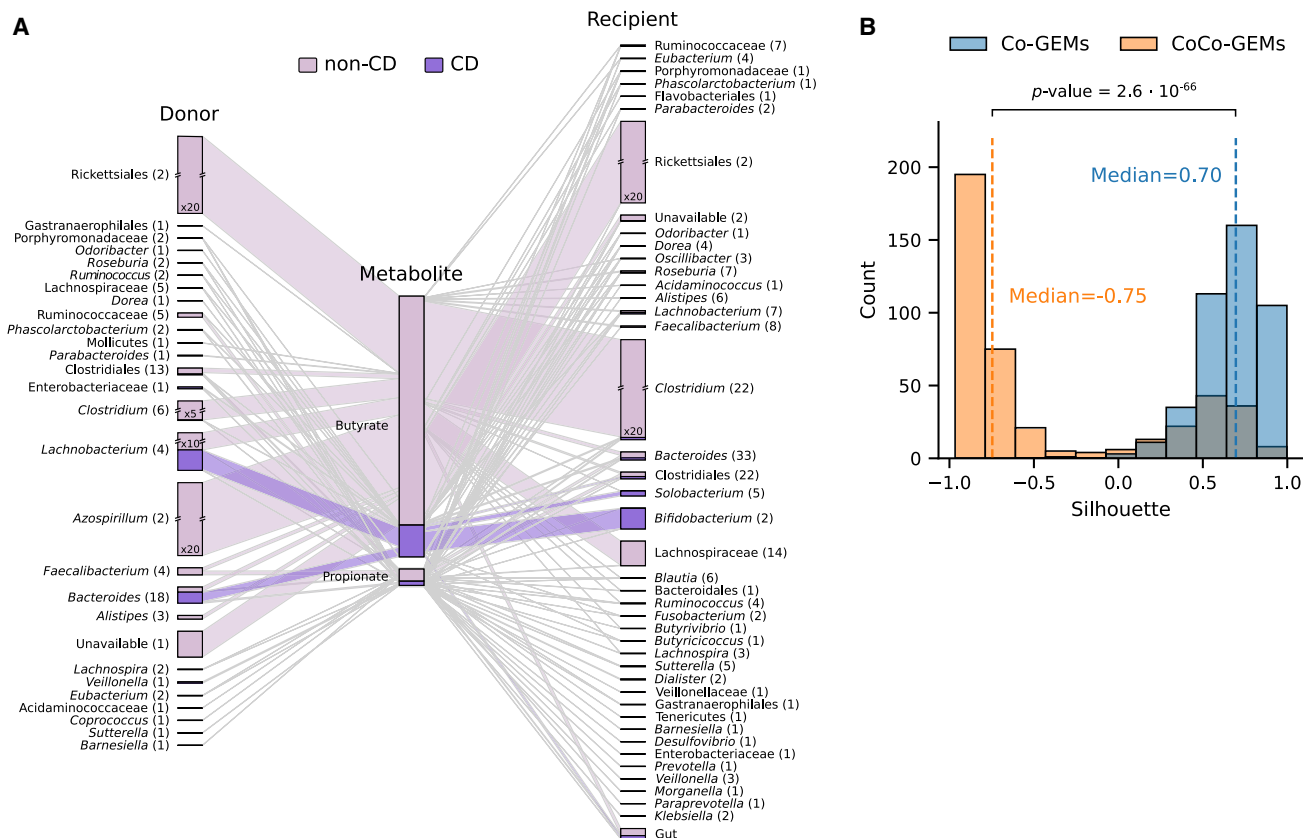 A
non-CD
CD
Donor
Rickettsiales (2)
x20
Gastranaerophilales (1)
Porphyromonadaceae (2)
Odoribacter (1)
Roseburia (2)
Ruminococcus (2)
Lachnospiraceae (5)
Dorea (1)
Ruminococcaceae (5)
Phascolarctobacterium (2)
Mollicutes (1)
Parabacteroides (1)
Clostridiales (13)
Enterobacteriaceae (1)
Clostridium (6)
x5
Lachnobacterium (4)
x10
Azospirillum (2)
x20
Faecalibacterium (4)
Bacteroides (18)
Alistipes (3)
Unavailable (1)
Lachnospira (2)
Veillonella (1)
Eubacterium (2)
Acidaminococcaceae (1)
Coprococcus (1)
Sutterella (1)
Barnesiella (1)
Metabolite
Butyrate
Propionate
Recipient
Ruminococcaceae (7)
Eubacterium (4)
Porphyromonadaceae (1)
Phascolarctobacterium (1)
Flavobacteriales (1)
Parabacteroides (2)
Rickettsiales (2)
x20
Unavailable (2)
Odoribacter (1)
Dorea (4)
Oscillibacter (3)
Roseburia (7)
Acidaminococcus (1)
Alistipes (6)
Lachnobacterium (7)
Faecalibacterium (8)
Clostridium (22)
x20
Bacteroides (33)
Clostridiales (22)
Solobacterium (5)
Bifidobacterium (2)
Lachnospiraceae (14)
Blautia (6)
Bacteroidales (1)
Ruminococcus (4)
Fusobacterium (2)
Butyrivibrio (1)
Butyricicoccus (1)
Lachnospira (3)
Sutterella (5)
Dialister (2)
Veillonellaceae (1)
Gastranaerophilales (1)
Tenericutes (1)
Barnesiella (1)
Desulfovibrio (1)
Enterobacteriaceae (1)
Prevotella (1)
Veillonella (3)
Morganella (1)
Paraprevotella (1)
Klebsiella (2)
Gut
B
Co-GEMs
CoCo-GEMs
p-value = 2.6 · 10⁻⁶⁶
Median=0.70
Median=-0.75
Count
200
150
100
50
0
−1.0
−0.5
0.0
0.5
1.0
Silhouette